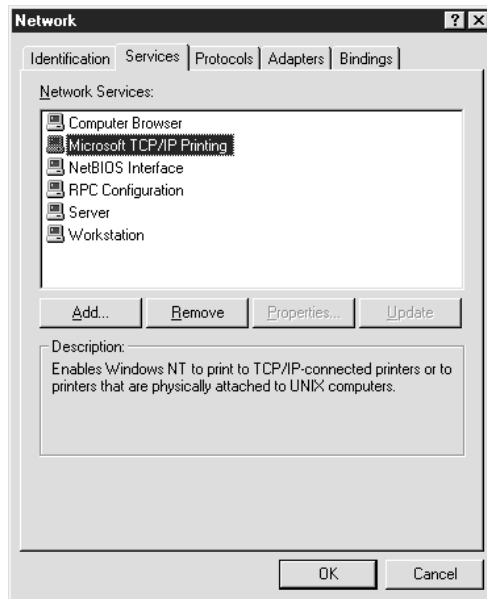 Network
Identification Services Protocols Adapters Bindings
Network Services:
Computer Browser
Microsoft TCP/IP Printing
NetBIOS Interface
RPC Configuration
Server
Workstation
Add... Remove Properties... Update
Description:
Enables Windows NT to print to TCP/IP-connected printers or to
printers that are physically attached to UNIX computers.
OK Cancel